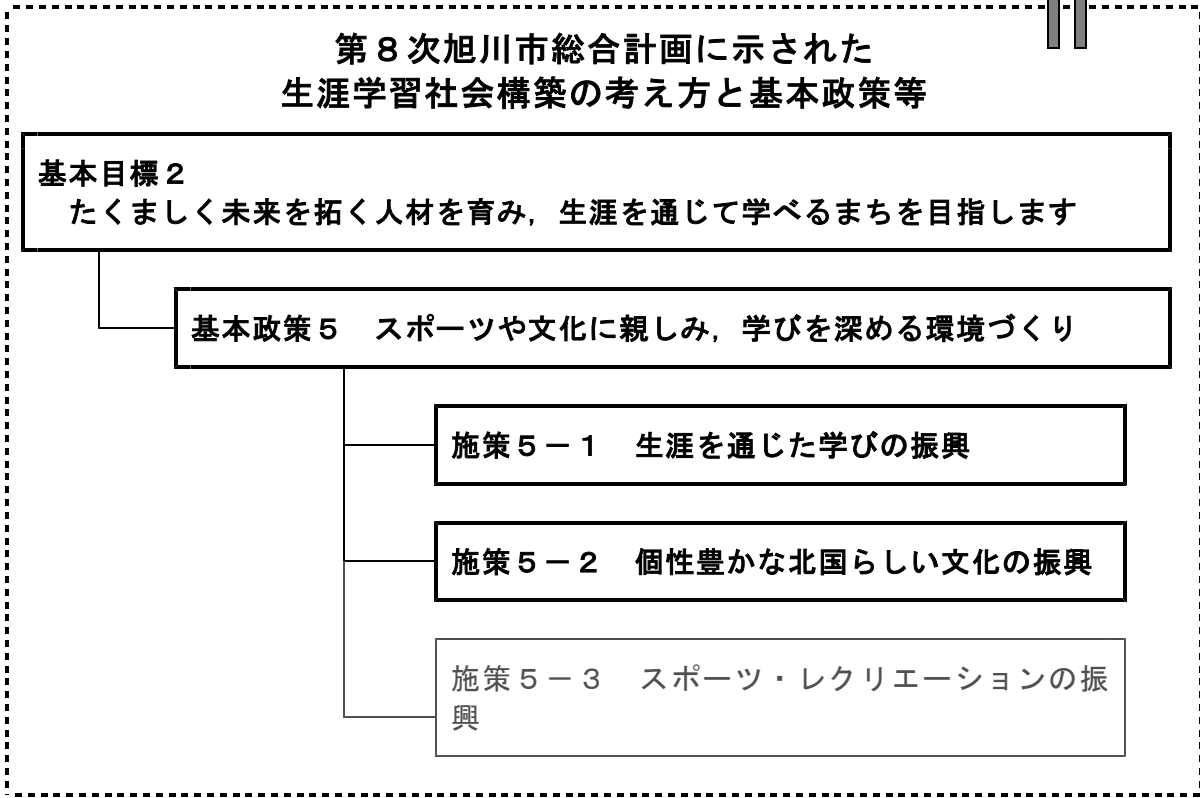 第８次旭川市総合計画に示された
生涯学習社会構築の考え方と基本政策等
基本目標２
たくましく未来を拓く人材を育み，生涯を通じて学べるまちを目指します
基本政策５　スポーツや文化に親しみ，学びを深める環境づくり
施策５－１　生涯を通じた学びの振興
施策５－２　個性豊かな北国らしい文化の振興
施策５－３　スポーツ・レクリエーションの振
興